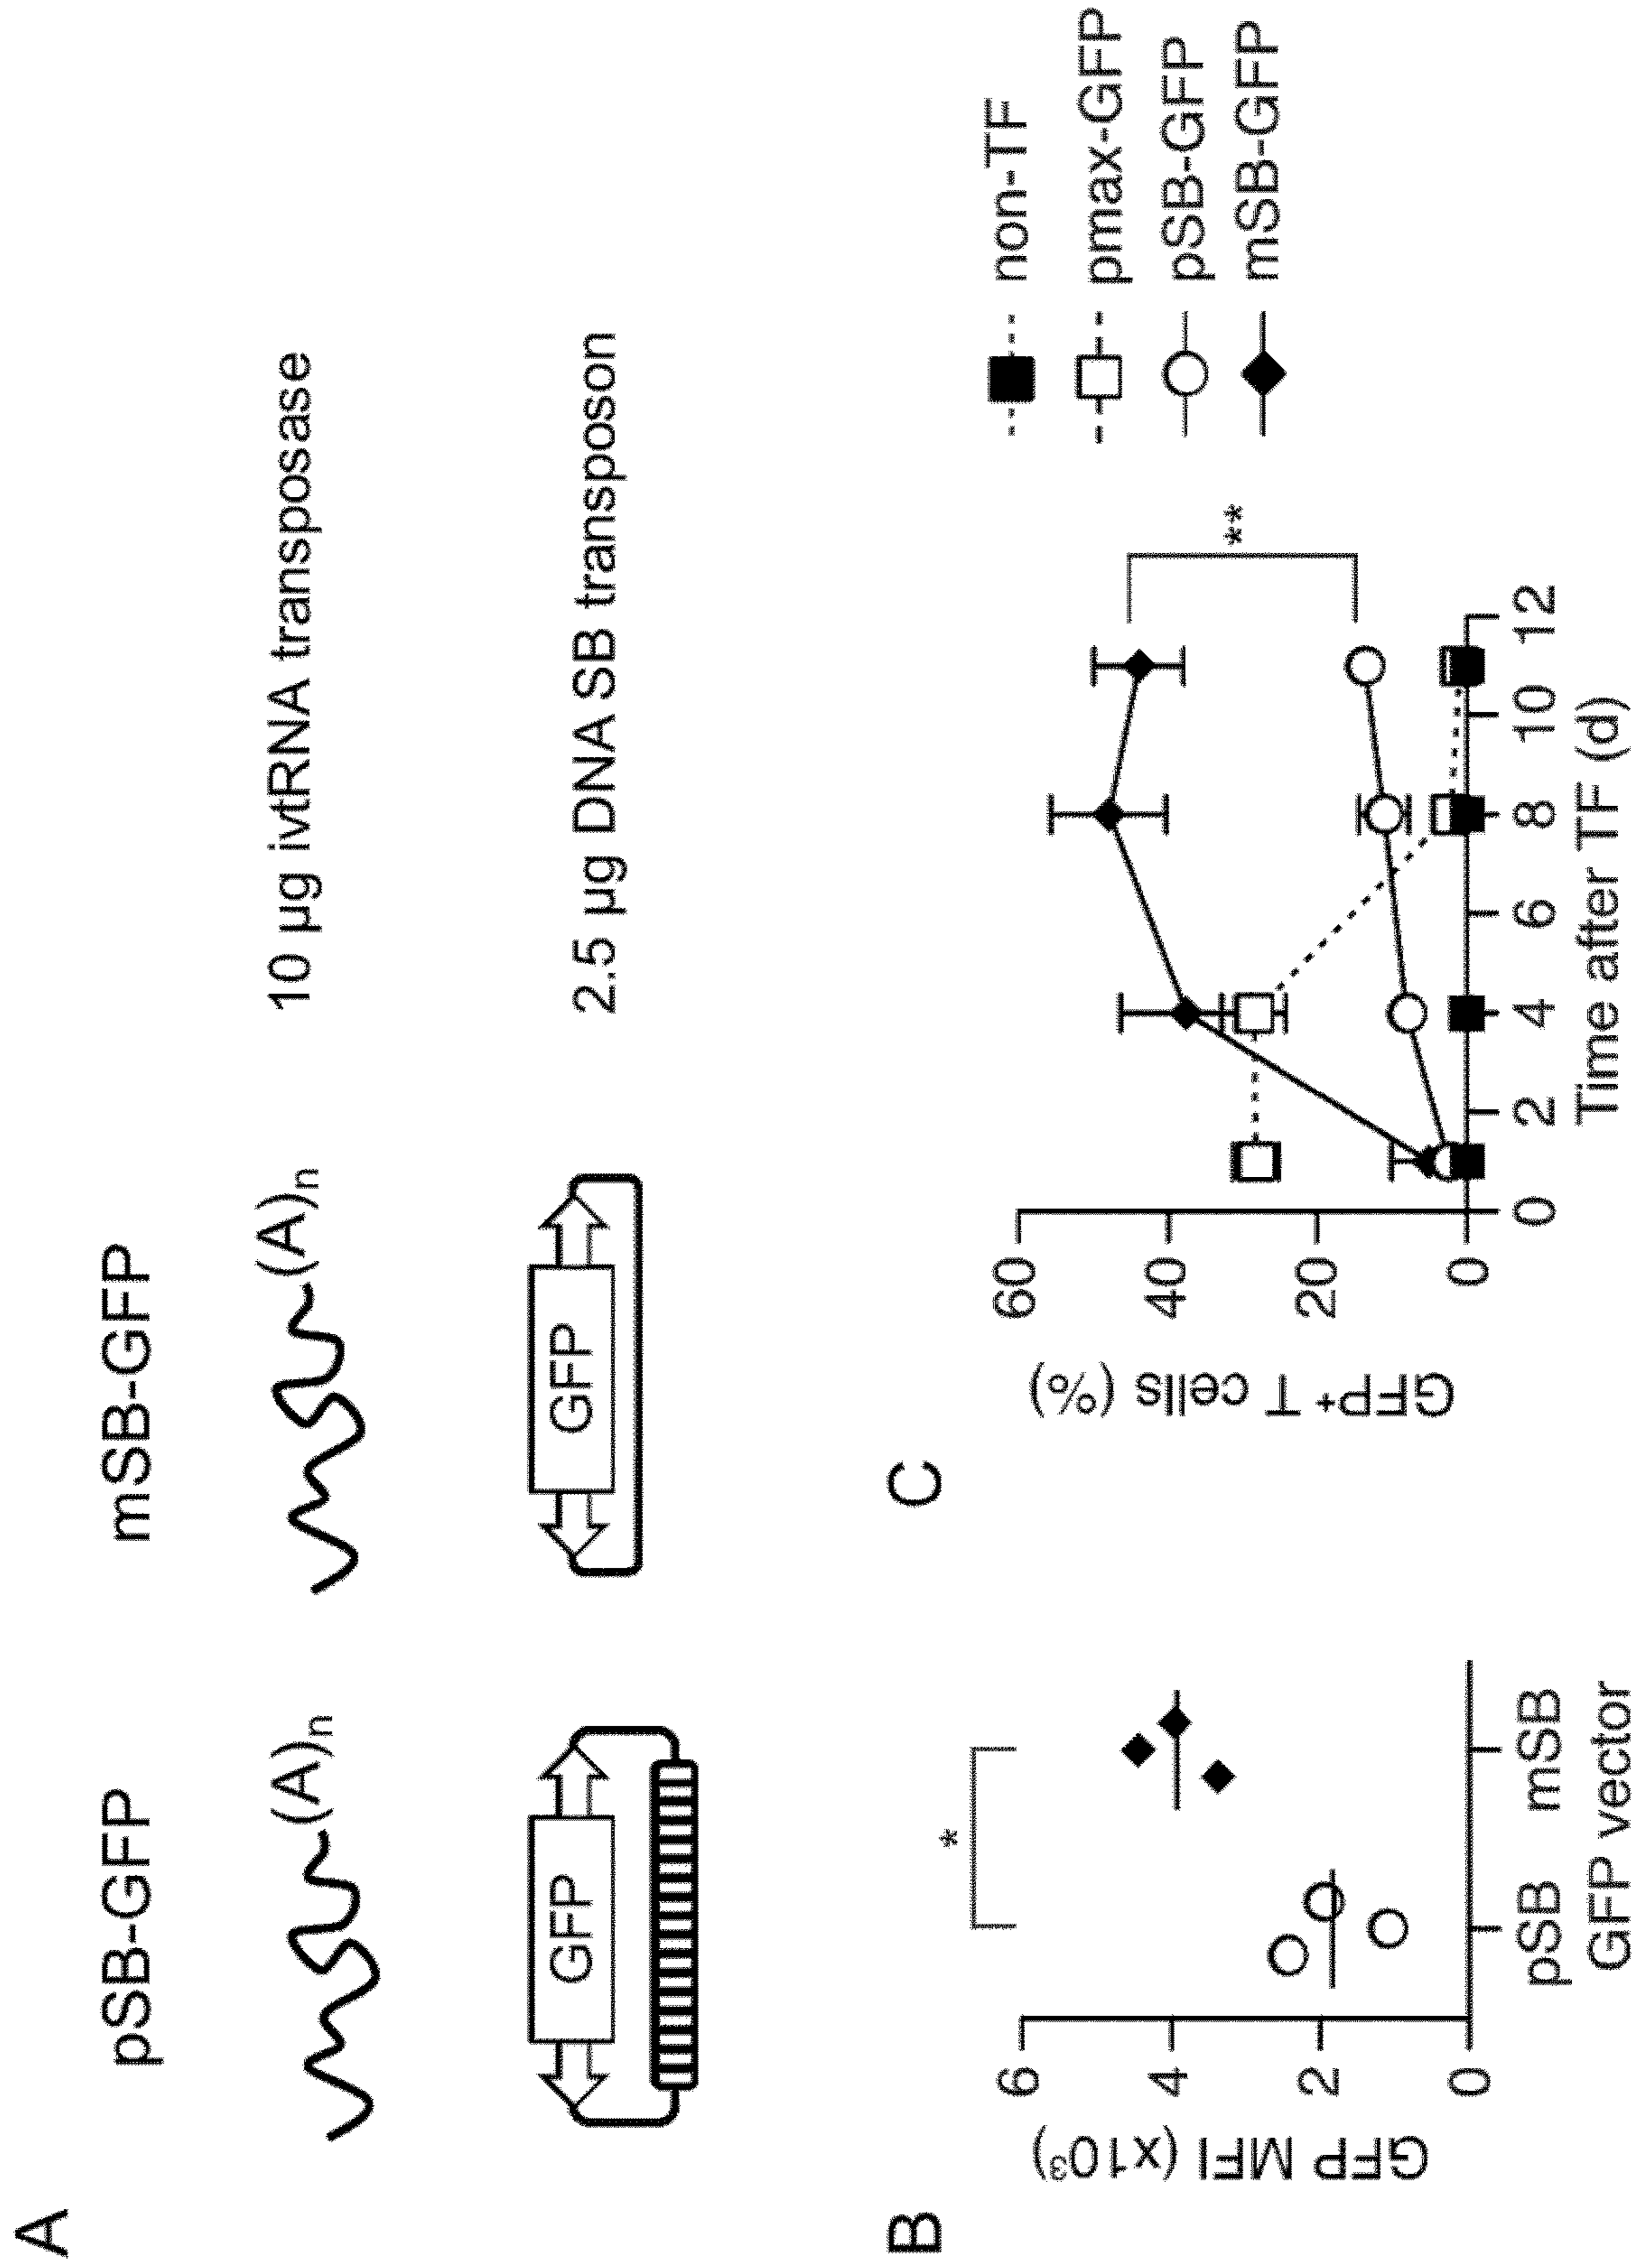 A
pSB-GFP mSB-GFP
(A)n (A)n 10 µg ivtRNA transposase
GFP GFP 2.5 µg DNA SB transposon
B
GFP MFI (x10³)
6
4
2
0
*
pSB mSB
GFP vector
C
GFP⁺ T cells (%)
60
40
20
0
0 2 4 6 8 10 12
Time after TF (d)
**
non-TF
pmax-GFP
pSB-GFP
mSB-GFP